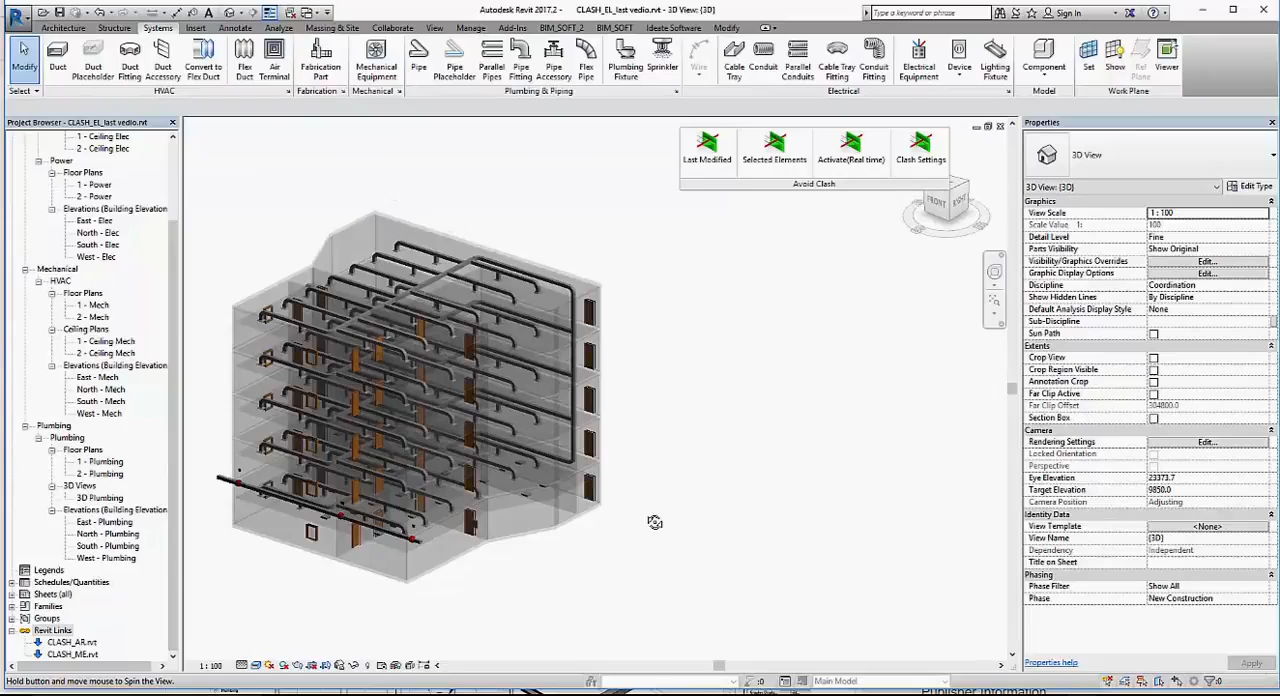 Autodesk Revit 2017.2 - CLASH_EL_last vedio.rvt - 3D View: {3D}
Type a keyword or phrase
Sign In
Architecture Structure Systems Insert Annotate Analyze Massing & Site Collaborate View Manage Add-Ins BIM_SOFT_2 BIM_SOFT Ideate Software Modify
Modify
Duct
Duct Placeholder
Duct Fitting
Duct Accessory
Convert to Flex Duct
Flex Duct
Air Terminal
Fabrication Part
Mechanical Equipment
Pipe
Pipe Placeholder
Parallel Pipes
Pipe Fitting
Pipe Accessory
Flex Pipe
Plumbing Fixture
Sprinkler
Wire
Cable Tray
Conduit
Parallel Conduits
Cable Tray Fitting
Conduit Fitting
Electrical Equipment
Device
Lighting Fixture
Component
Set
Show
Ref Plane
Viewer
Select HVAC Fabrication Mechanical Plumbing & Piping Electrical Model Work Plane
Project Browser - CLASH_EL_last vedio.rvt
1 - Ceiling Elec
2 - Ceiling Elec
Power
Floor Plans
1 - Power
2 - Power
Elevations (Building Elevation
East - Elec
North - Elec
South - Elec
West - Elec
Mechanical
HVAC
Floor Plans
1 - Mech
2 - Mech
Ceiling Plans
1 - Ceiling Mech
2 - Ceiling Mech
Elevations (Building Elevation
East - Mech
North - Mech
South - Mech
West - Mech
Plumbing
Plumbing
Floor Plans
1 - Plumbing
2 - Plumbing
3D Views
3D Plumbing
Elevations (Building Elevation
East - Plumbing
North - Plumbing
South - Plumbing
West - Plumbing
Legends
Schedules/Quantities
Sheets (all)
Families
Groups
Revit Links
CLASH_AR.rvt
CLASH_ME.rvt
Last Modified Selected Elements Activate(Real time) Clash Settings
Avoid Clash
FRONT RIGHT
Properties
3D View
3D View: {3D} Edit Type
Graphics
View Scale 1 : 100
Scale Value 1: 100
Detail Level Fine
Parts Visibility Show Original
Visibility/Graphics Overrides Edit...
Graphic Display Options Edit...
Discipline Coordination
Show Hidden Lines By Discipline
Default Analysis Display Style None
Sub-Discipline
Sun Path
Extents
Crop View
Crop Region Visible
Annotation Crop
Far Clip Active
Far Clip Offset 304800.0
Section Box
Camera
Rendering Settings Edit...
Locked Orientation
Perspective
Eye Elevation 23373.7
Target Elevation 9850.0
Camera Position Adjusting
Identity Data
View Template <None>
View Name {3D}
Dependency Independent
Title on Sheet
Phasing
Phase Filter Show All
Phase New Construction
Properties help Apply
1 : 100
Hold button and move mouse to Spin the View.
:0 Main Model :0
Publisher Information